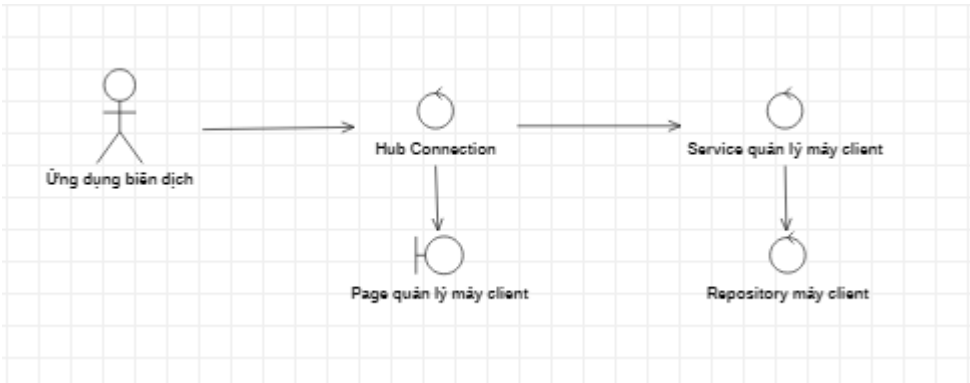 Hub Connection
Service quản lý máy client
Ứng dụng biên dịch
Page quản lý máy client
Repository máy client